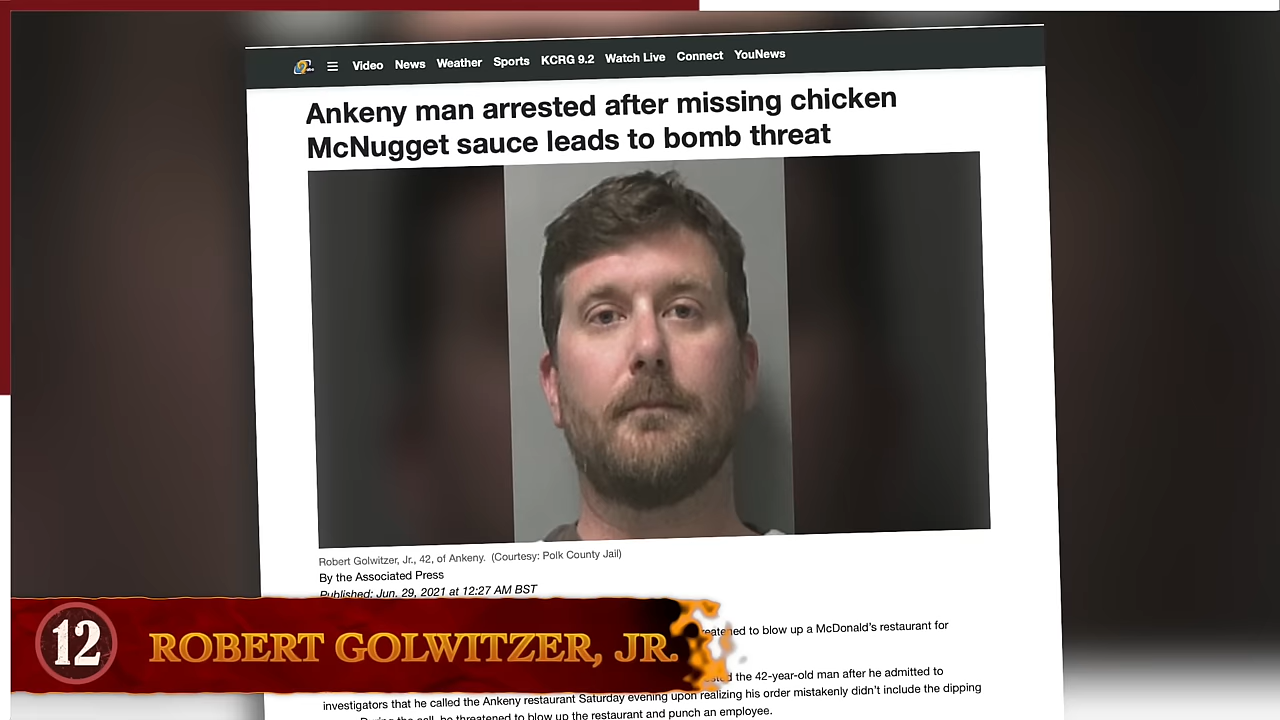 Video News Weather Sports KCRG 9.2 Watch Live Connect YouNews
Ankeny man arrested after missing chicken
McNugget sauce leads to bomb threat
Robert Golwitzer, Jr., 42, of Ankeny. (Courtesy: Polk County Jail)
By the Associated Press
Published: Jun. 29, 2021 at 12:27 AM BST
12 ROBERT GOLWITZER, JR.
to blow up a McDonald's restaurant for
the 42-year-old man after he admitted to
investigators that he called the Ankeny restaurant Saturday evening upon realizing his order mistakenly didn't include the dipping
During the call, he threatened to blow up the restaurant and punch an employee.